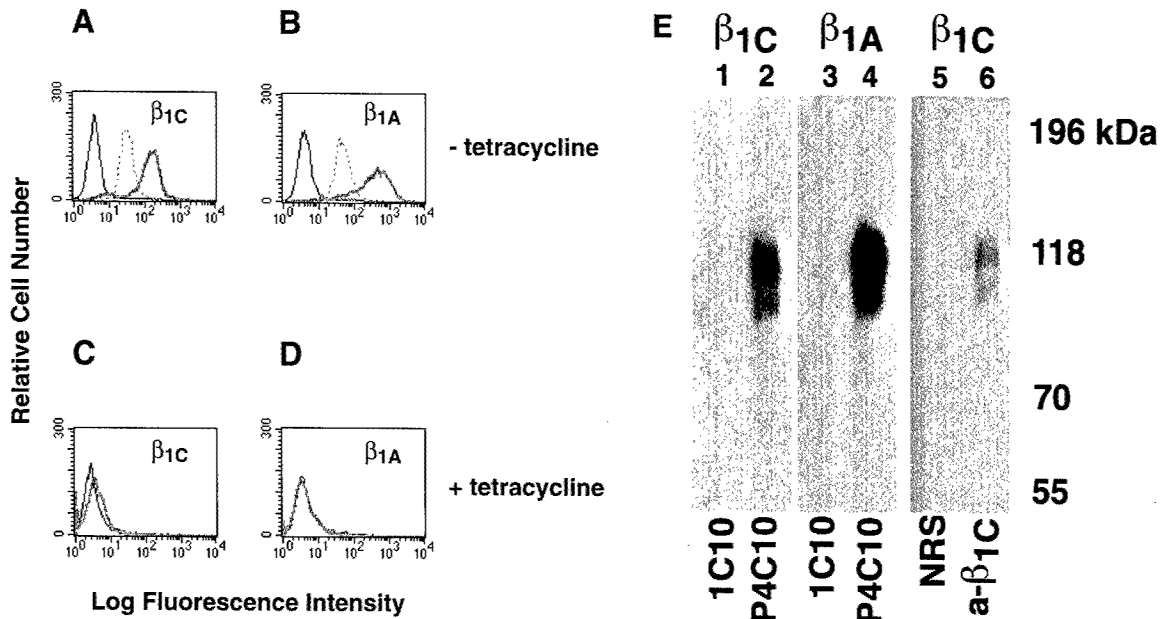 A
B
300
β1C
0
10^0 10^1 10^2 10^3 10^4
300
β1A
0
10^0 10^1 10^2 10^3 10^4
- tetracycline
Relative Cell Number
C
D
300
β1C
0
10^0 10^1 10^2 10^3 10^4
300
β1A
0
10^0 10^1 10^2 10^3 10^4
+ tetracycline
Log Fluorescence Intensity
E
β1C β1A β1C
1 2 3 4 5 6
196 kDa
118
70
55
1C10
P4C10
1C10
P4C10
NRS
a-β1C